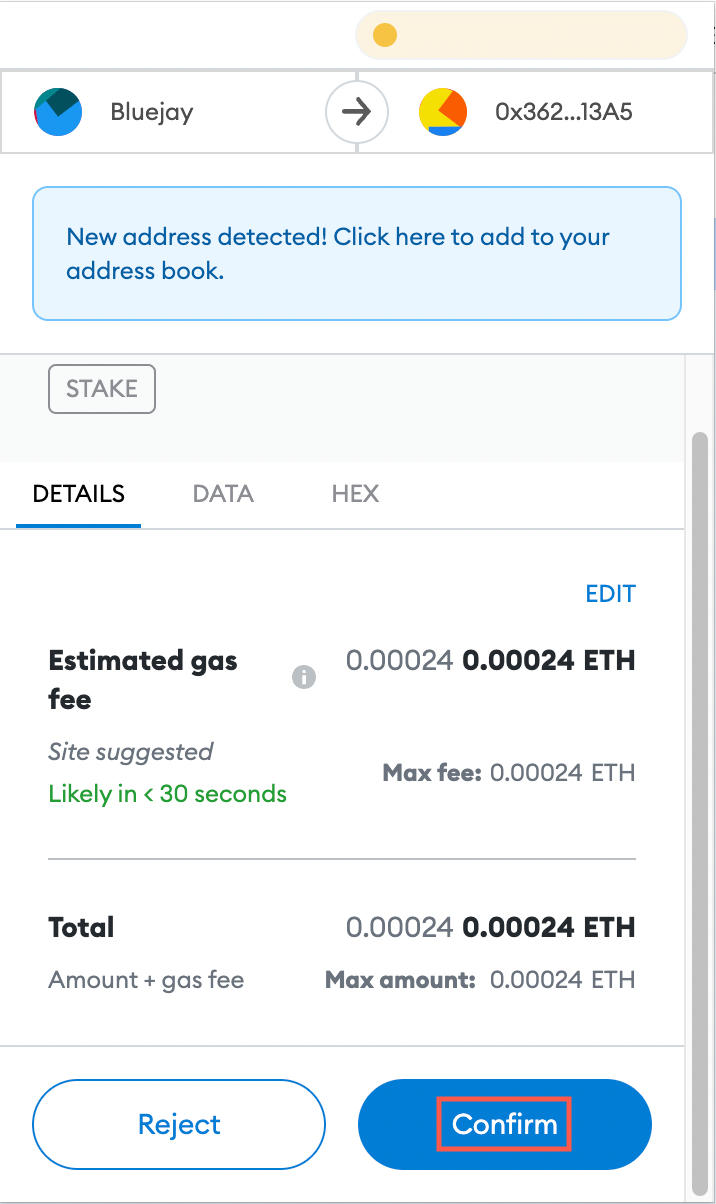 Bluejay
0x362...13A5
New address detected! Click here to add to your
address book.
STAKE
DETAILS DATA HEX
EDIT
Estimated gas
fee
0.00024 0.00024 ETH
Site suggested
Likely in < 30 seconds
Max fee: 0.00024 ETH
Total 0.00024 0.00024 ETH
Amount + gas fee Max amount: 0.00024 ETH
Reject Confirm